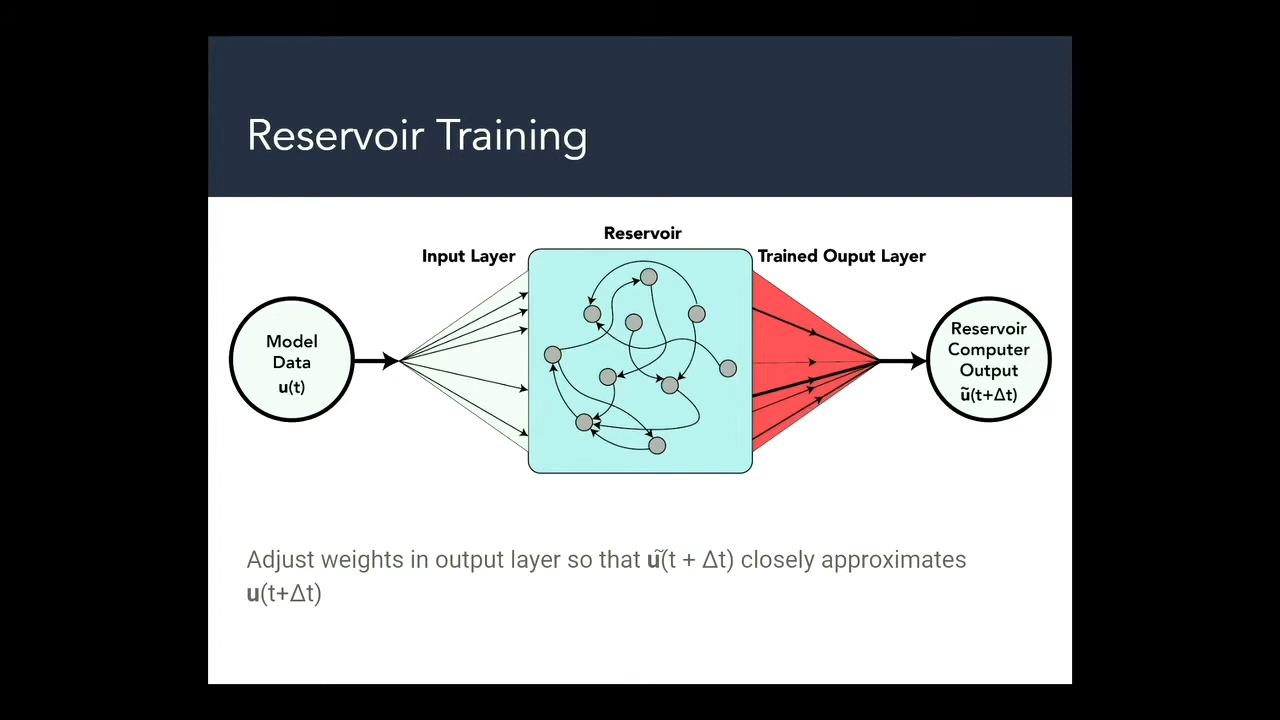 Reservoir Training
Reservoir
Input Layer
Trained Ouput Layer
Model
Data
u(t)
Reservoir
Computer
Output
ũ(t+Δt)
Adjust weights in output layer so that ũ(t + Δt) closely approximates
u(t+Δt)